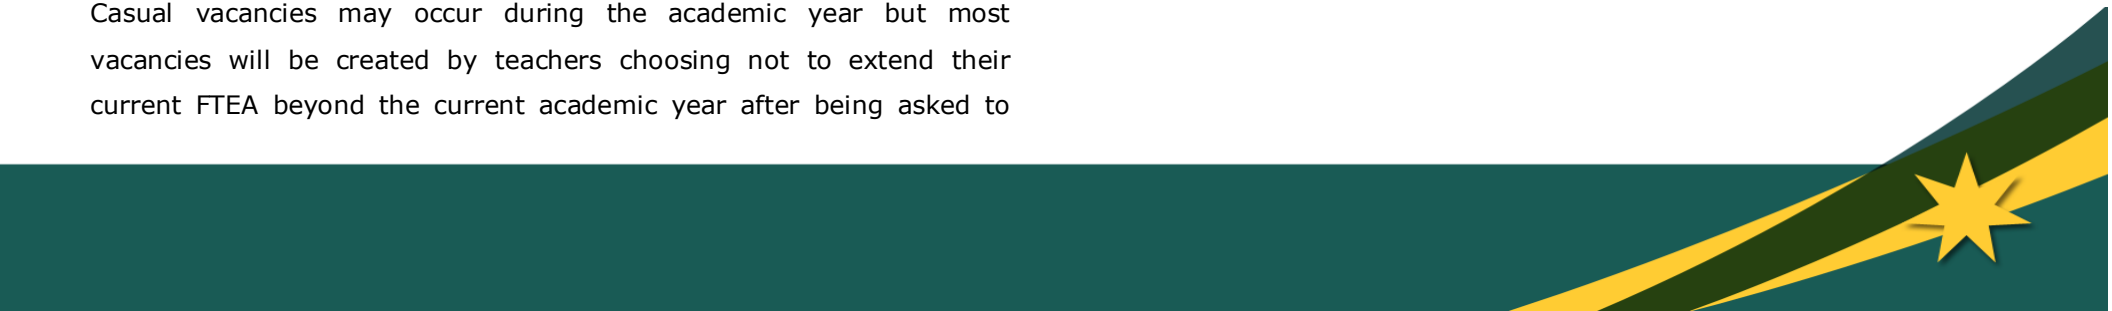 Casual vacancies may occur during the academic year but most
vacancies will be created by teachers choosing not to extend their
current FTEA beyond the current academic year after being asked to